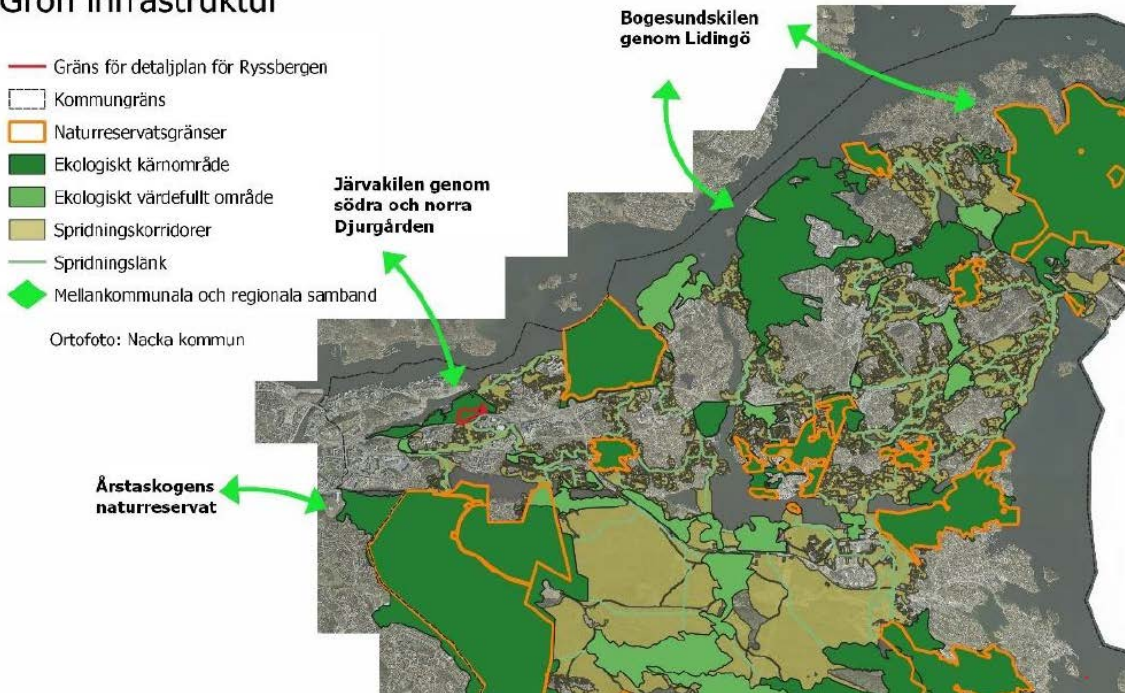 Grön infrastruktur
Gräns för detaljplan för Ryssbergen
Kommungräns
Naturreservatsgränser
Ekologiskt kärnområde
Ekologiskt värdefullt område
Spridningskorridorer
Spridningslänk
Mellankommunala och regionala samband
Ortofoto: Nacka kommun
Bogesundskilen
genom Lidingö
Järvakilen genom
södra och norra
Djurgården
Årstaskogens
naturreservat